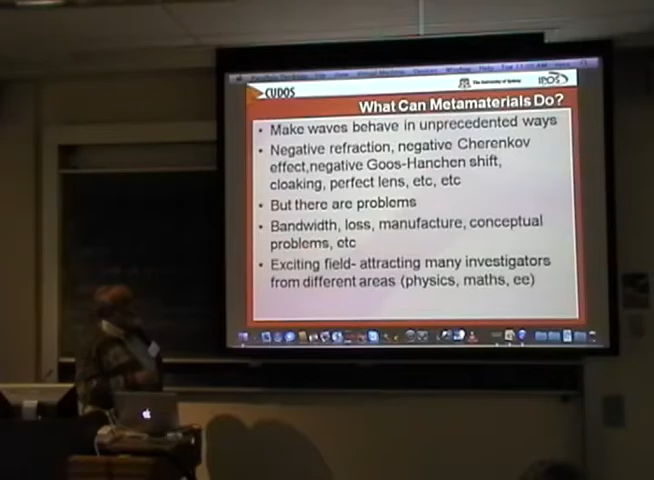 CUDOS
The University of Sydney
IPOS
What Can Metamaterials Do?
• Make waves behave in unprecedented ways
• Negative refraction, negative Cherenkov
effect,negative Goos-Hanchen shift,
cloaking, perfect lens, etc, etc
• But there are problems
• Bandwidth, loss, manufacture, conceptual
problems, etc
• Exciting field- attracting many investigators
from different areas (physics, maths, ee)